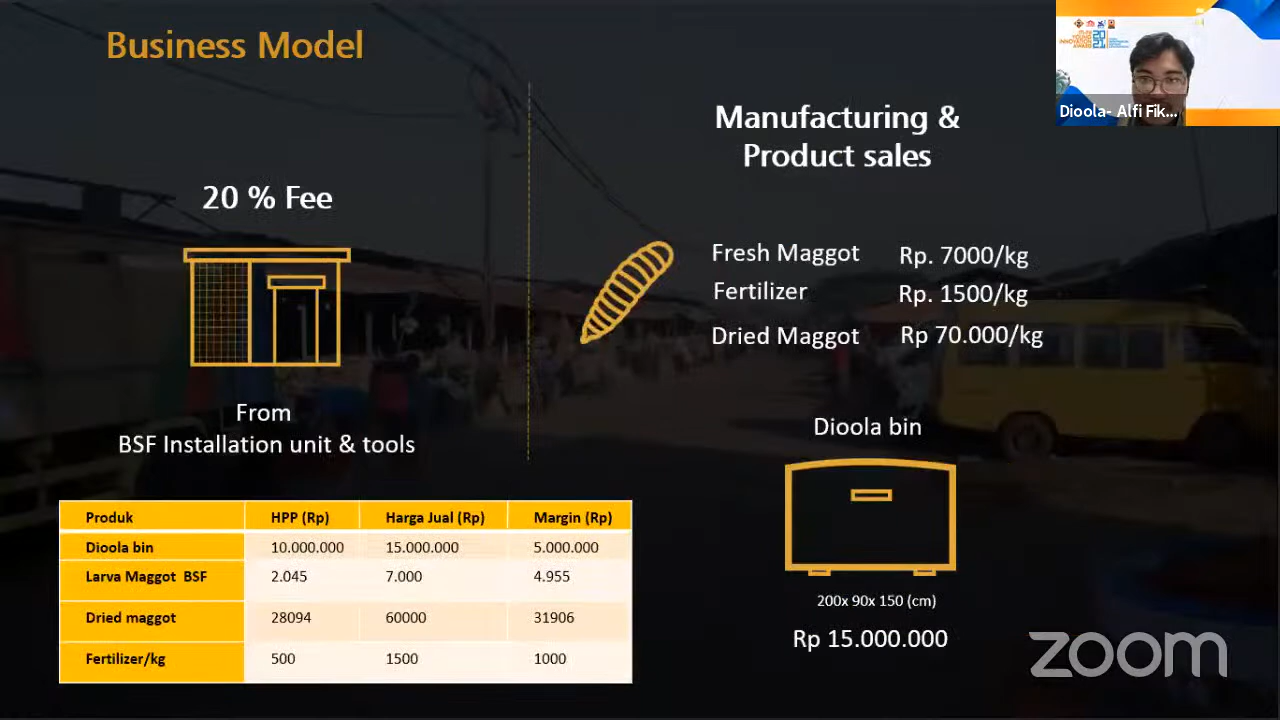 Business Model
20 % Fee
From
BSF Installation unit & tools
Manufacturing &
Product sales
Fresh Maggot Rp. 7000/kg
Fertilizer Rp. 1500/kg
Dried Maggot Rp 70.000/kg
Dioola bin
200x 90x 150 (cm)
Rp 15.000.000
Produk HPP (Rp) Harga Jual (Rp) Margin (Rp)
Dioola bin 10.000.000 15.000.000 5.000.000
Larva Maggot BSF 2.045 7.000 4.955
Dried maggot 28094 60000 31906
Fertilizer/kg 500 1500 1000
Dioola- Alfi Fik...
zoom